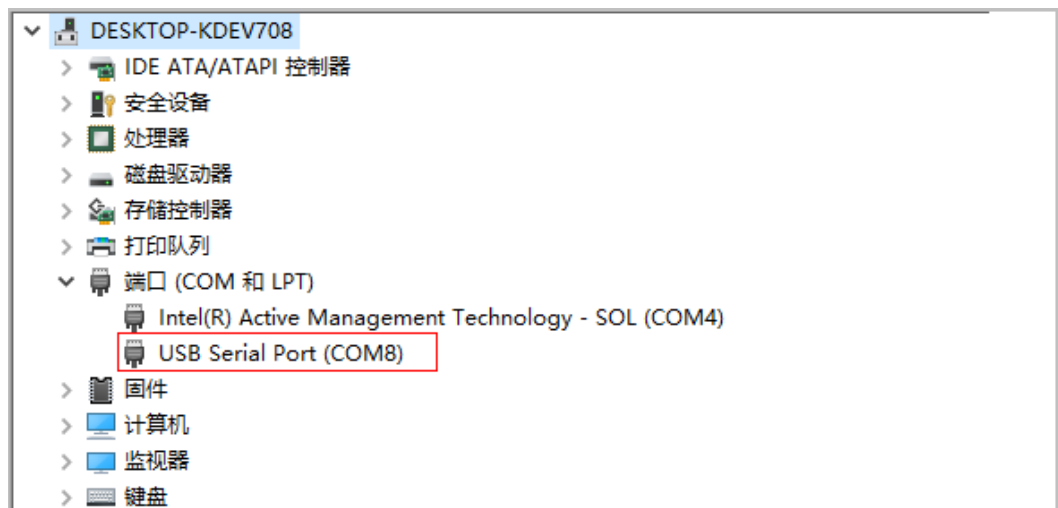 DESKTOP-KDEV708
IDE ATA/ATAPI 控制器
安全设备
处理器
磁盘驱动器
存储控制器
打印队列
端口 (COM 和 LPT)
Intel(R) Active Management Technology - SOL (COM4)
USB Serial Port (COM8)
固件
计算机
监视器
键盘